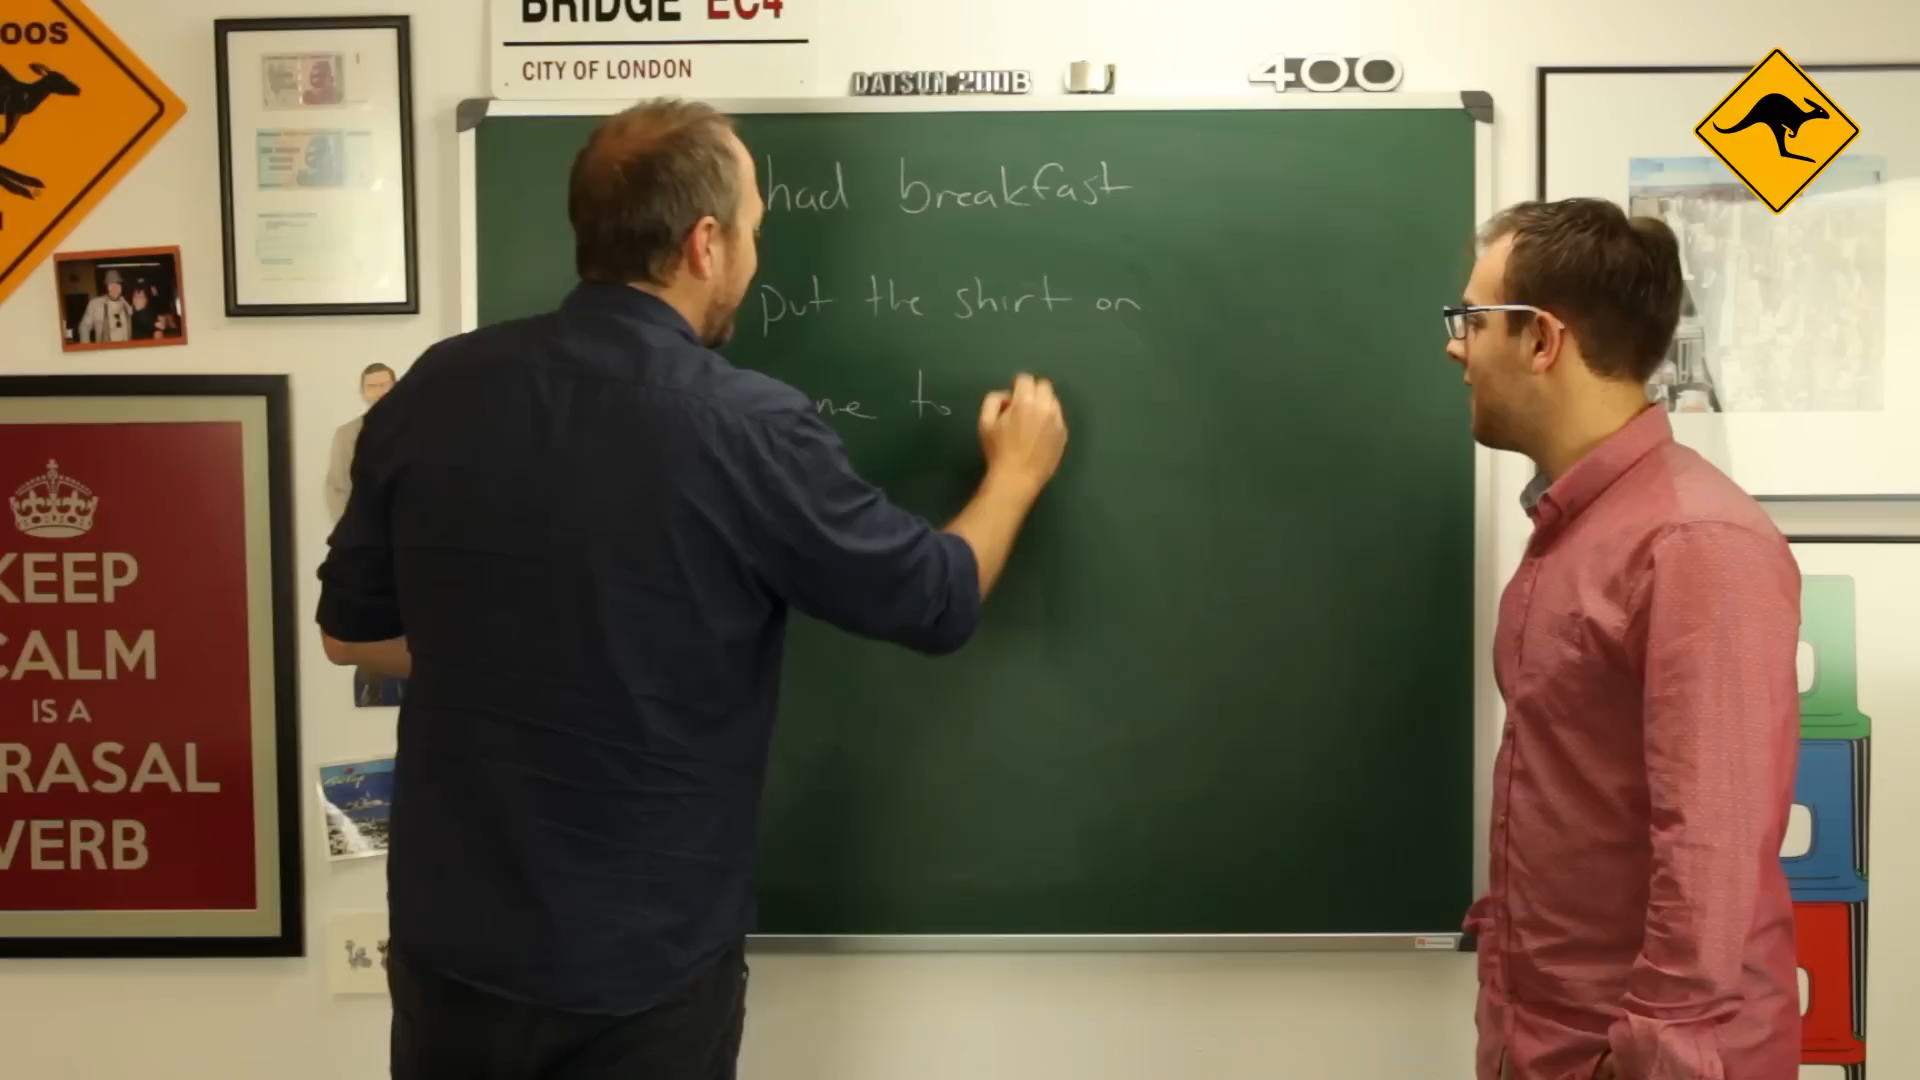 OOS
BRIDGE EC4
CITY OF LONDON
DATSUN 200B
400
had breakfast
put the shirt on
me to
KEEP
CALM
IS A
RASAL
VERB